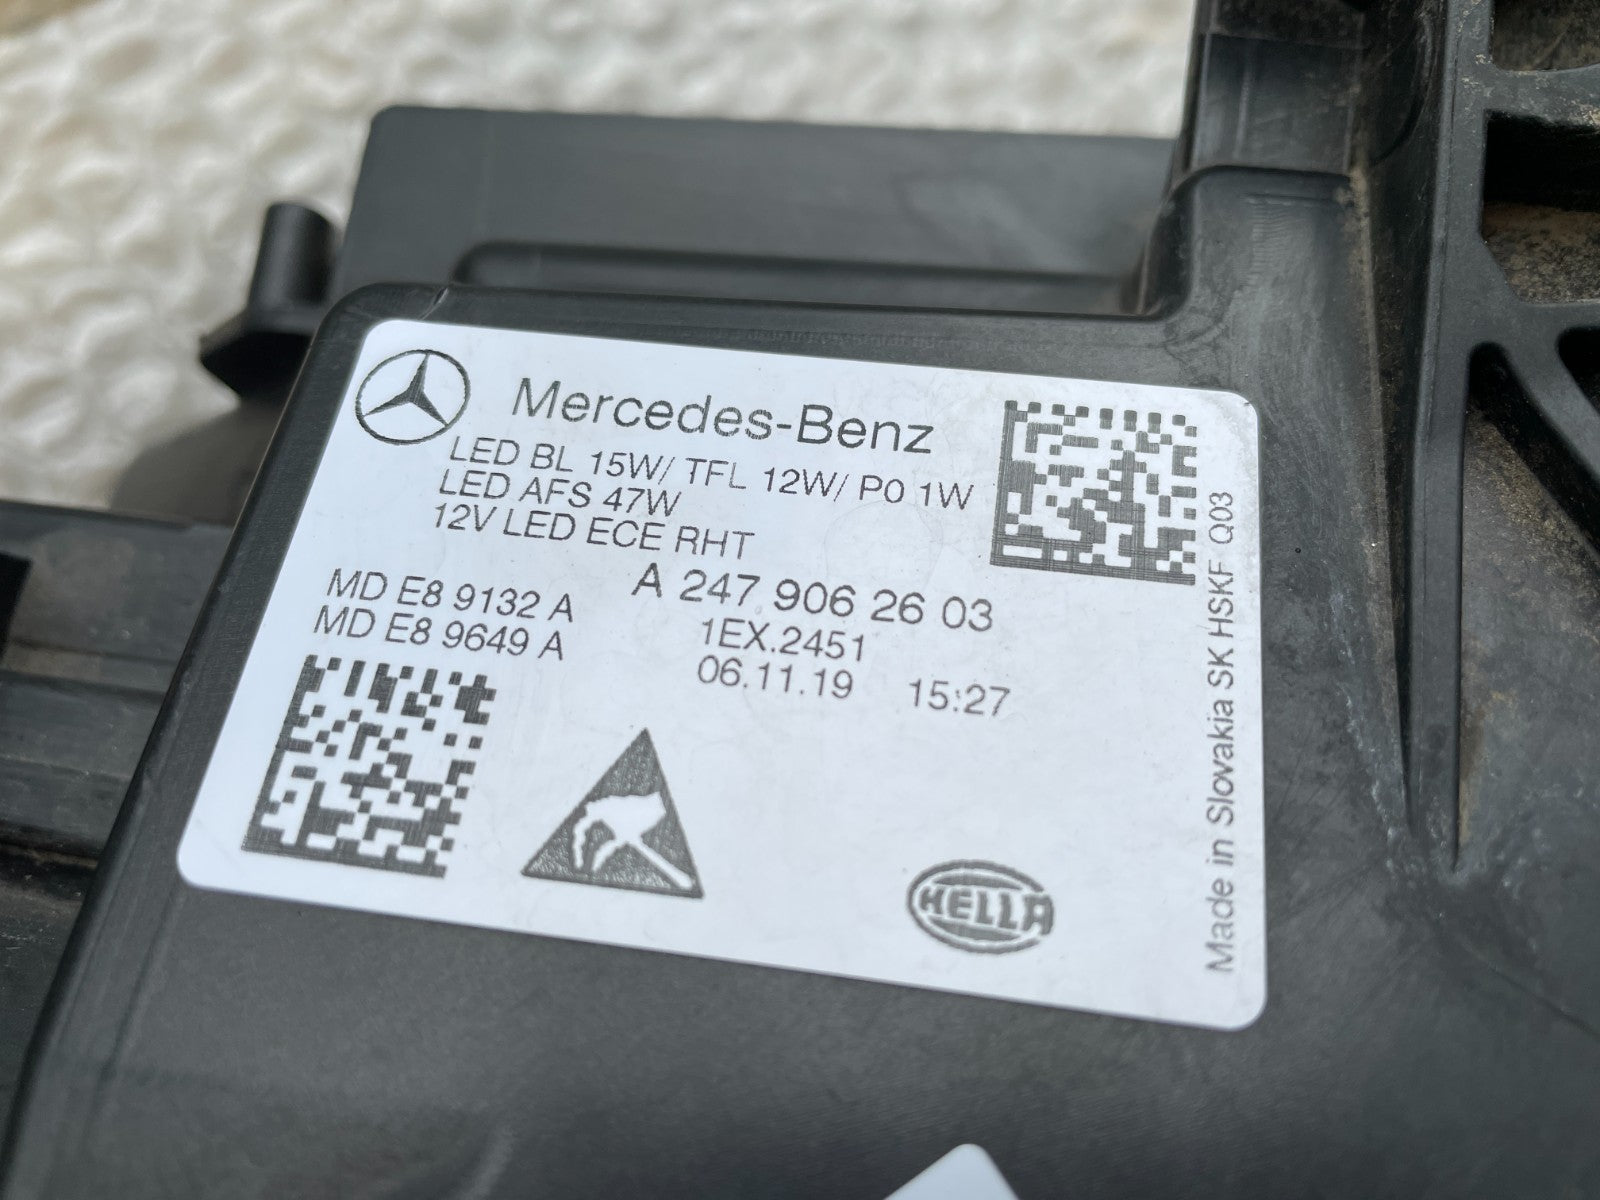 Mercedes-Benz
LED BL 15W/ TFL 12W/ P0 1W
LED AFS 47W
12V LED ECE RHT
A 247 906 26 03
MD E8 9132 A
MD E8 9649 A
1EX.2451
06.11.19 15:27
HELLA
Made in Slovakia SK HSKF Q03